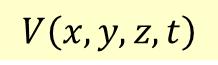 V(x, y, z, t)